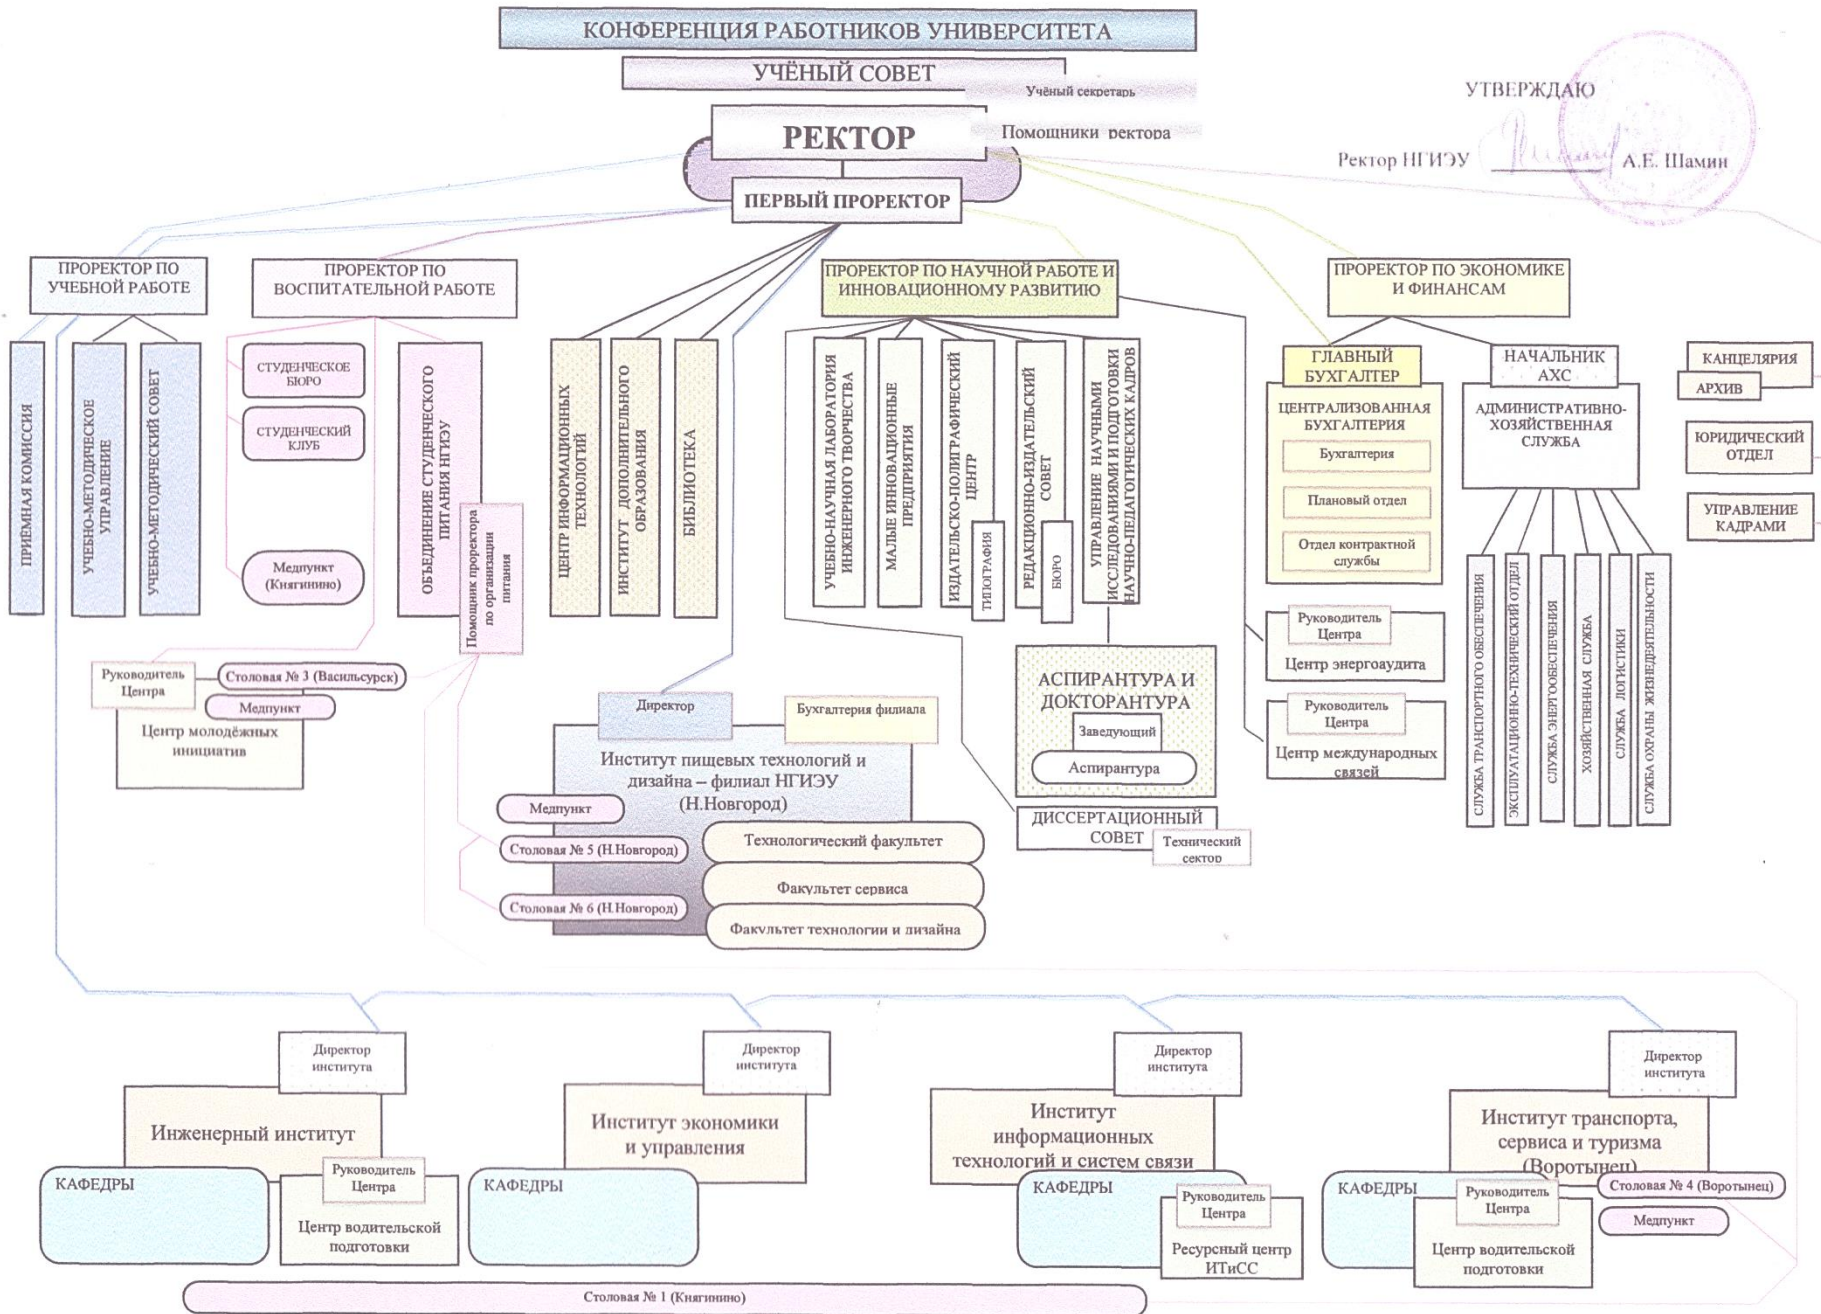 КОНФЕРЕНЦИЯ РАБОТНИКОВ УНИВЕРСИТЕТА
УЧЁНЫЙ СОВЕТ
Учёный секретарь
РЕКТОР
Помощники ректора
ПЕРВЫЙ ПРОРЕКТОР
УТВЕРЖДАЮ
Ректор НГИЭУ
А.Е. Шамин
ПРОРЕКТОР ПО
УЧЕБНОЙ РАБОТЕ
ПРОРЕКТОР ПО
ВОСПИТАТЕЛЬНОЙ РАБОТЕ
ПРОРЕКТОР ПО НАУЧНОЙ РАБОТЕ И
ИННОВАЦИОННОМУ РАЗВИТИЮ
ПРОРЕКТОР ПО ЭКОНОМИКЕ
И ФИНАНСАМ
ПРИЁМНАЯ КОМИССИЯ
УЧЕБНО-МЕТОДИЧЕСКОЕ
УПРАВЛЕНИЕ
УЧЕБНО-МЕТОДИЧЕСКИЙ СОВЕТ
СТУДЕНЧЕСКОЕ
БЮРО
СТУДЕНЧЕСКИЙ
КЛУБ
Медпункт
(Княгинино)
ОБЪЕДИНЕНИЕ СТУДЕНЧЕСКОГО
ПИТАНИЯ НГИЭУ
Помощник проректора
по организации
питания
ЦЕНТР ИНФОРМАЦИОННЫХ
ТЕХНОЛОГИЙ
ИНСТИТУТ ДОПОЛНИТЕЛЬНОГО
ОБРАЗОВАНИЯ
БИБЛИОТЕКА
УЧЕБНО-НАУЧНАЯ ЛАБОРАТОРИЯ
ИНЖЕНЕРНОГО ТВОРЧЕСТВА
МАЛЫЕ ИННОВАЦИОННЫЕ
ПРЕДПРИЯТИЯ
ИЗДАТЕЛЬСКО-ПОЛИГРАФИЧЕСКИЙ
ЦЕНТР
ТИПОГРАФИЯ
РЕДАКЦИОННО-ИЗДАТЕЛЬСКИЙ
СОВЕТ
БЮРО
УПРАВЛЕНИЕ НАУЧНЫМИ
ИССЛЕДОВАНИЯМИ И ПОДГОТОВКИ
НАУЧНО-ПЕДАГОГИЧЕСКИХ КАДРОВ
ГЛАВНЫЙ
БУХГАЛТЕР
ЦЕНТРАЛИЗОВАННАЯ
БУХГАЛТЕРИЯ
Бухгалтерия
Плановый отдел
Отдел контрактной
службы
НАЧАЛЬНИК
АХС
АДМИНИСТРАТИВНО-
ХОЗЯЙСТВЕННАЯ
СЛУЖБА
КАНЦЕЛЯРИЯ
АРХИВ
ЮРИДИЧЕСКИЙ
ОТДЕЛ
УПРАВЛЕНИЕ
КАДРАМИ
СЛУЖБА ТРАНСПОРТНОГО ОБЕСПЕЧЕНИЯ
ЭКСПЛУАТАЦИОННО-ТЕХНИЧЕСКИЙ ОТДЕЛ
СЛУЖБА ЭНЕРГООБЕСПЕЧЕНИЯ
ХОЗЯЙСТВЕННАЯ СЛУЖБА
СЛУЖБА ЛОГИСТИКИ
СЛУЖБА ОХРАНЫ ЖИЗНЕДЕЯТЕЛЬНОСТИ
Руководитель
Центра
Центр энергоаудита
Руководитель
Центра
Центр международных
связей
Руководитель
Центра
Столовая № 3 (Васильсурск)
Медпункт
Центр молодёжных
инициатив
Директор
Бухгалтерия филиала
Институт пищевых технологий и
дизайна – филиал НГИЭУ
(Н.Новгород)
Медпункт
Столовая № 5 (Н.Новгород)
Столовая № 6 (Н.Новгород)
Технологический факультет
Факультет сервиса
Факультет технологии и дизайна
АСПИРАНТУРА И
ДОКТОРАНТУРА
Заведующий
Аспирантура
ДИССЕРТАЦИОННЫЙ
СОВЕТ
Технический
сектор
Директор
института
Инженерный институт
КАФЕДРЫ
Руководитель
Центра
Центр водительской
подготовки
Директор
института
Институт экономики
и управления
КАФЕДРЫ
Директор
института
Институт
информационных
технологий и систем связи
КАФЕДРЫ
Руководитель
Центра
Ресурсный центр
ИТиСС
Директор
института
Институт транспорта,
сервиса и туризма
(Воротынец)
КАФЕДРЫ
Руководитель
Центра
Центр водительской
подготовки
Столовая № 4 (Воротынец)
Медпункт
Столовая № 1 (Княгинино)